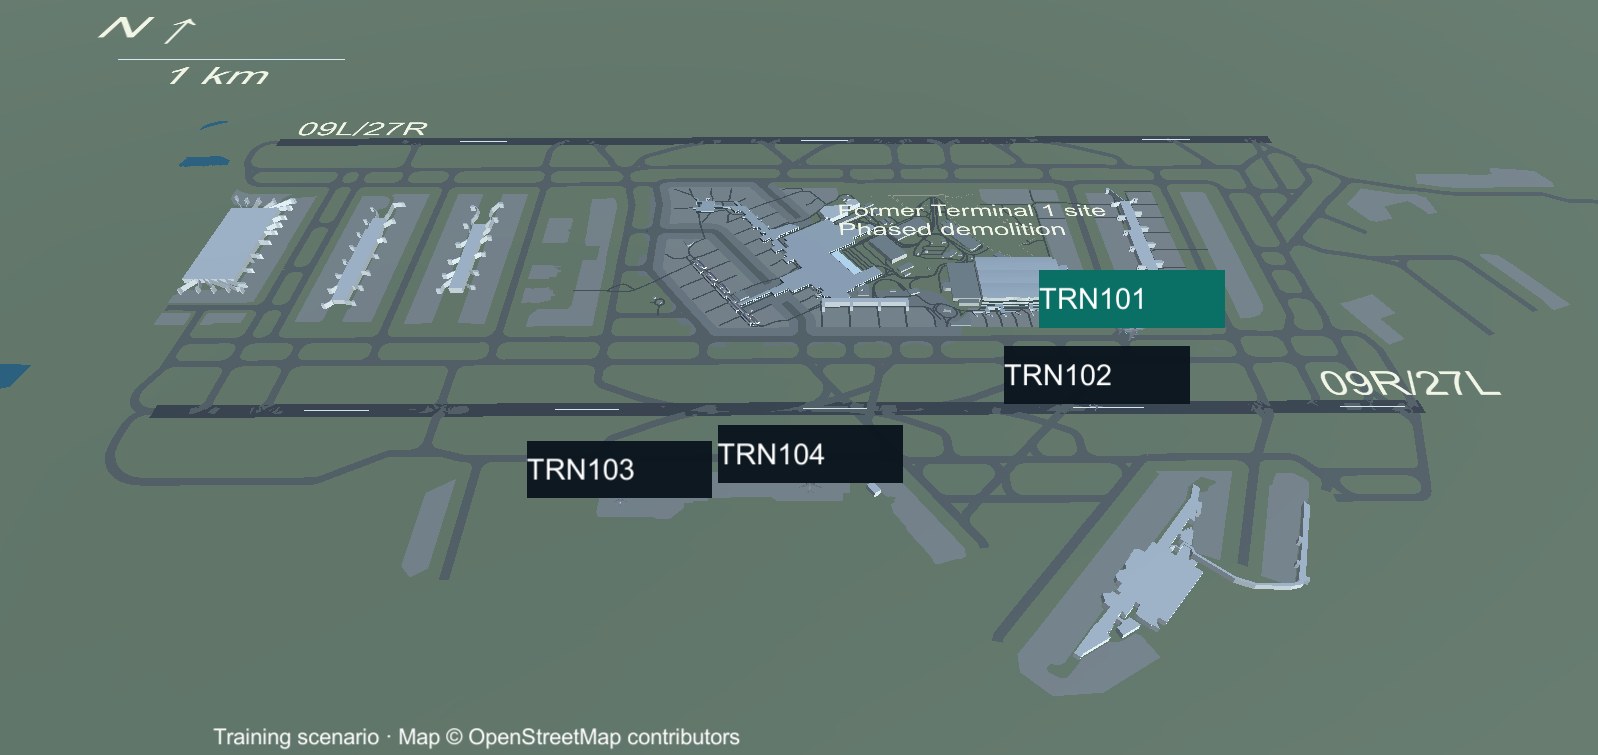 N ↑
1 km
09L/27R
Former Terminal 1 site
Phased demolition
TRN101
TRN102
09R/27L
TRN104
TRN103
Training scenario · Map © OpenStreetMap contributors